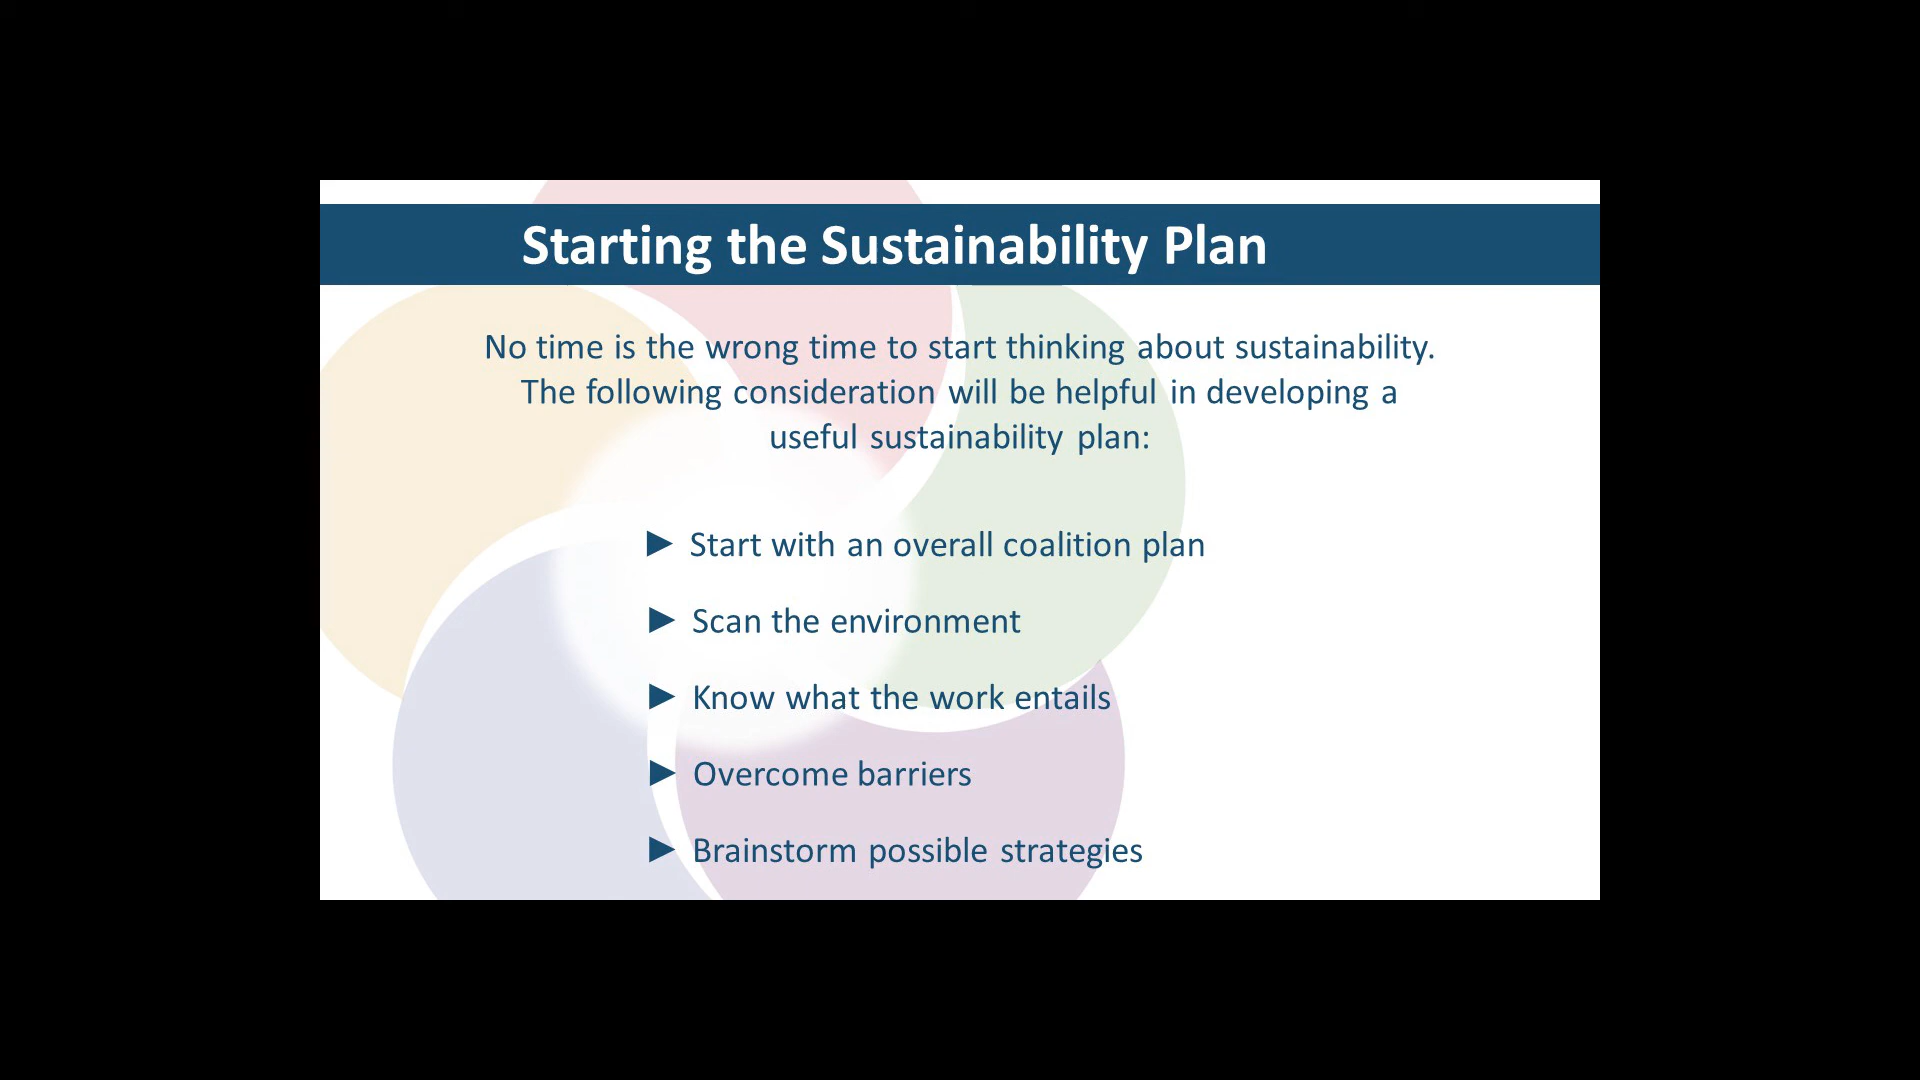 Starting the Sustainability Plan
No time is the wrong time to start thinking about sustainability.
The following consideration will be helpful in developing a
useful sustainability plan:
► Start with an overall coalition plan
► Scan the environment
► Know what the work entails
► Overcome barriers
► Brainstorm possible strategies